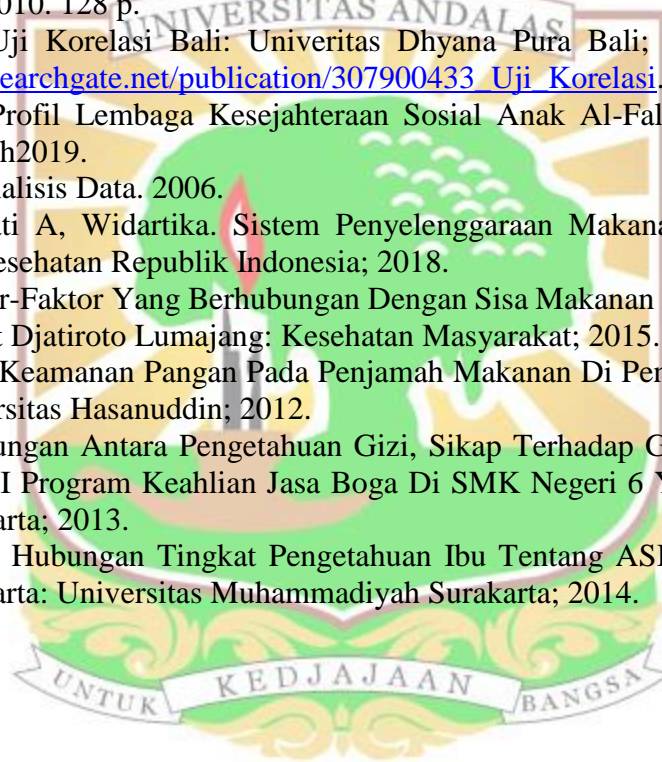 2010. 128 p.
UNIVERSITAS ANDALAS
Uji Korelasi Bali: Univeritas Dhyana Pura Bali;
earchgate.net/publication/307900433_Uji_Korelasi.
Profil Lembaga Kesejahteraan Sosial Anak Al-Fal
h2019.
nalisis Data. 2006.
ati A, Widartika. Sistem Penyelenggaraan Makana
esehatan Republik Indonesia; 2018.
r-Faktor Yang Berhubungan Dengan Sisa Makanan
t Djatiroto Lumajang: Kesehatan Masyarakat; 2015.
Keamanan Pangan Pada Penjamah Makanan Di Pen
rsitas Hasanuddin; 2012.
ungan Antara Pengetahuan Gizi, Sikap Terhadap G
I Program Keahlian Jasa Boga Di SMK Negeri 6 Y
arta; 2013.
Hubungan Tingkat Pengetahuan Ibu Tentang ASI
arta: Universitas Muhammadiyah Surakarta; 2014.
UNTUK KEDJAJAAN BANGSA